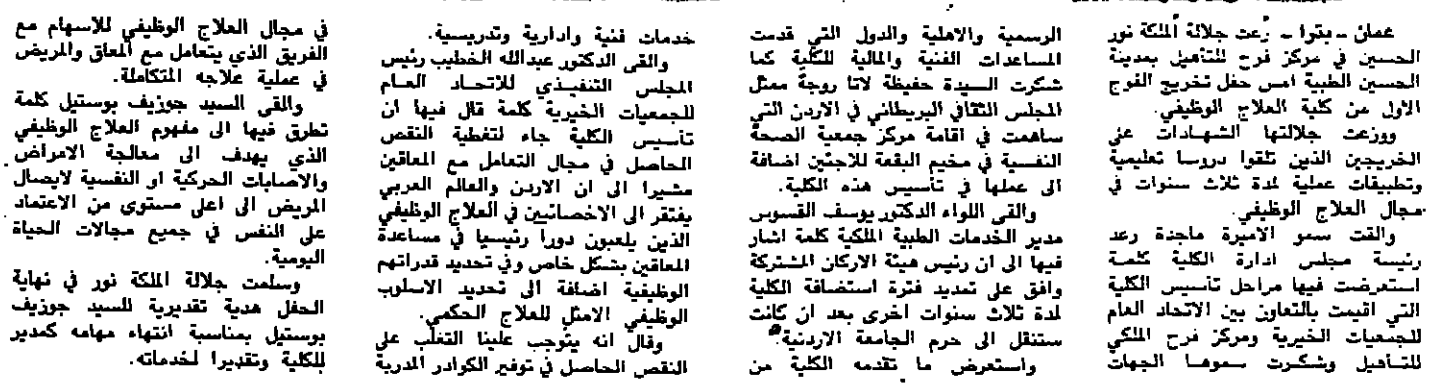 عمان ـ بترا ـ رعت جلالة الملكة نور
الحسين في مركز فرح للتأهيل بمدينة
الحسين الطبية امس حفل تخريج الفوج
الاول من كلية العلاج الوظيفي.
ووزعت جلالتها الشهادات على
الخريجين الذين تلقوا دروسا تعليمية
وتطبيقات عملية لمدة ثلاث سنوات في
مجال العلاج الوظيفي.
والقت سمو الاميرة ماجدة رعد
رئيسة مجلس ادارة الكلية كلمة
استعرضت فيها مراحل تأسيس الكلية
التي اقيمت بالتعاون بين الاتحاد العام
للجمعيات الخيرية ومركز فرح الملكي
للتأهيل وشكرت سموها الجهات
الرسمية والاهلية والدول التي قدمت
المساعدات الفنية والمالية للكلية كما
شكرت السيدة حفيظة لاتا زوجة ممثل
المجلس الثقافي البريطاني في الاردن التي
ساهمت في اقامة مركز جمعية الصحة
النفسية في مخيم البقعة للاجئين اضافة
الى عملها في تأسيس هذه الكلية.
والقى اللواء الدكتور يوسف القسوس
مدير الخدمات الطبية الملكية كلمة اشار
فيها الى ان رئيس هيئة الاركان المشتركة
وافق على تمديد فترة استضافة الكلية
لمدة ثلاث سنوات اخرى بعد ان كانت
ستنقل الى حرم الجامعة الاردنية.
واستعرض ما تقدمه الكلية من
خدمات فنية وادارية وتدريسية.
والقى الدكتور عبدالله الخطيب رئيس
المجلس التنفيذي للاتحاد العام
للجمعيات الخيرية كلمة قال فيها ان
تأسيس الكلية جاء لتغطية النقص
الحاصل في مجال التعامل مع المعاقين
مشيرا الى ان الاردن والعالم العربي
يفتقر الى الاخصائيين في العلاج الوظيفي
الذين يلعبون دورا رئيسيا في مساعدة
المعاقين بشكل خاص وفي تحديد قدراتهم
الوظيفية اضافة الى تحديد الاسلوب
الوظيفي الامثل للعلاج الحكمي.
وقال انه يتوجب علينا التغلب على
النقص الحاصل في توفير الكوادر المدربة
في مجال العلاج الوظيفي للاسهام مع
الفريق الذي يتعامل مع المعاق والمريض
في عملية علاجه المتكاملة.
والقى السيد جوزيف بوستيل كلمة
تطرق فيها الى مفهوم العلاج الوظيفي
الذي يهدف الى معالجة الامراض
والاصابات الحركية او النفسية لايصال
المريض الى اعلى مستوى من الاعتماد
على النفس في جميع مجالات الحياة
اليومية.
وسلمت جلالة الملكة نور في نهاية
الحفل هدية تقديرية للسيد جوزيف
بوستيل بمناسبة انتهاء مهامه كمدير
للكلية وتقديرا لخدماته.